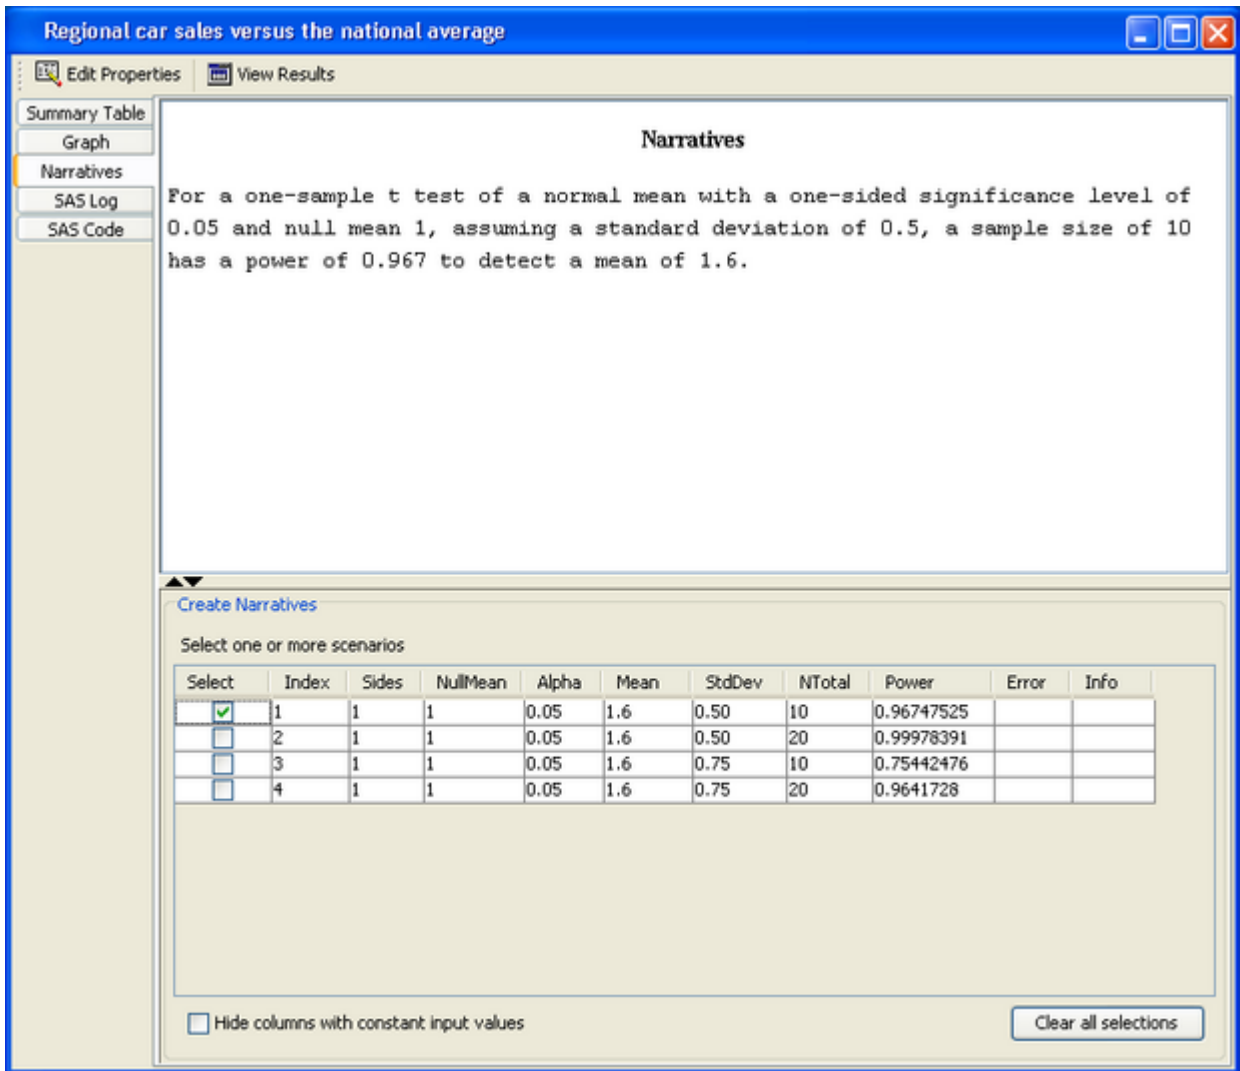 Regional car sales versus the national average
Edit Properties View Results
Summary Table
Graph
Narratives
SAS Log
SAS Code
Narratives
For a one-sample t test of a normal mean with a one-sided significance level of
0.05 and null mean 1, assuming a standard deviation of 0.5, a sample size of 10
has a power of 0.967 to detect a mean of 1.6.
Create Narratives
Select one or more scenarios
Select Index Sides NullMean Alpha Mean StdDev NTotal Power Error Info
1 1 1 0.05 1.6 0.50 10 0.96747525
2 1 1 0.05 1.6 0.50 20 0.99978391
3 1 1 0.05 1.6 0.75 10 0.75442476
4 1 1 0.05 1.6 0.75 20 0.9641728
Hide columns with constant input values
Clear all selections